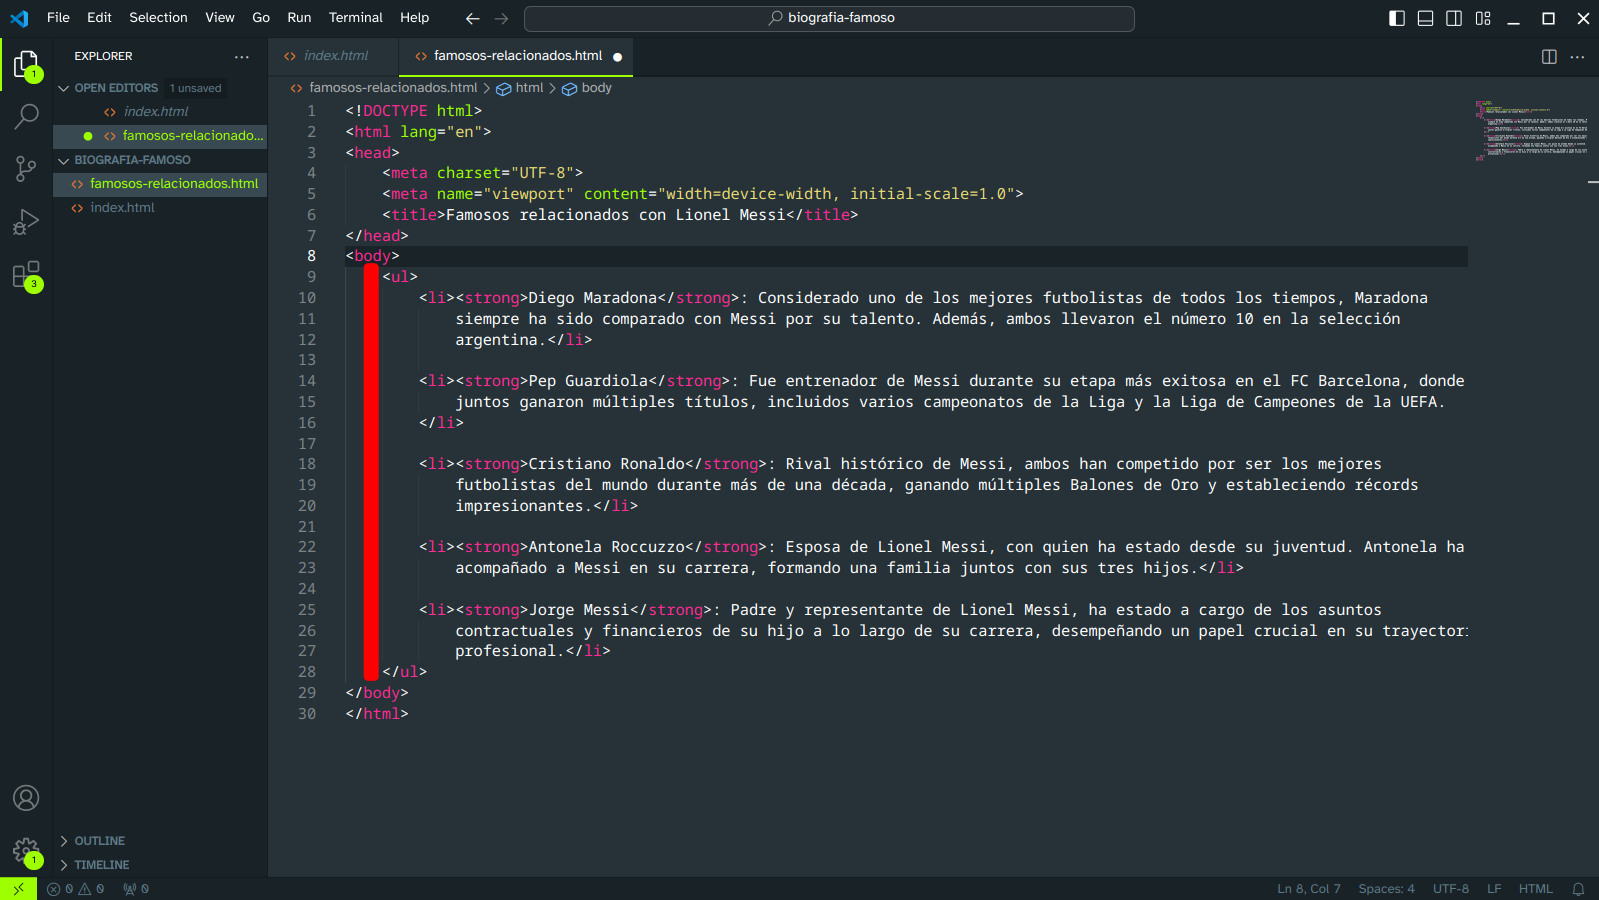 File Edit Selection View Go Run Terminal Help
biografia-famoso
EXPLORER
index.html
famosos-relacionados.html
OPEN EDITORS 1 unsaved
index.html
famosos-relacionado...
BIOGRAFIA-FAMOSO
famosos-relacionados.html
index.html
OUTLINE
TIMELINE
1
3
1
famosos-relacionados.html > html > body
1 <!DOCTYPE html>
2 <html lang="en">
3 <head>
4 <meta charset="UTF-8">
5 <meta name="viewport" content="width=device-width, initial-scale=1.0">
6 <title>Famosos relacionados con Lionel Messi</title>
7 </head>
8 <body>
9 <ul>
10 <li><strong>Diego Maradona</strong>: Considerado uno de los mejores futbolistas de todos los tiempos, Maradona
11 siempre ha sido comparado con Messi por su talento. Además, ambos llevaron el número 10 en la selección
12 argentina.</li>
13
14 <li><strong>Pep Guardiola</strong>: Fue entrenador de Messi durante su etapa más exitosa en el FC Barcelona, donde
15 juntos ganaron múltiples títulos, incluidos varios campeonatos de la Liga y la Liga de Campeones de la UEFA.
16 </li>
17
18 <li><strong>Cristiano Ronaldo</strong>: Rival histórico de Messi, ambos han competido por ser los mejores
19 futbolistas del mundo durante más de una década, ganando múltiples Balones de Oro y estableciendo récords
20 impresionantes.</li>
21
22 <li><strong>Antonela Roccuzzo</strong>: Esposa de Lionel Messi, con quien ha estado desde su juventud. Antonela ha
23 acompañado a Messi en su carrera, formando una familia juntos con sus tres hijos.</li>
24
25 <li><strong>Jorge Messi</strong>: Padre y representante de Lionel Messi, ha estado a cargo de los asuntos
26 contractuales y financieros de su hijo a lo largo de su carrera, desempeñando un papel crucial en su trayectori
27 profesional.</li>
28 </ul>
29 </body>
30 </html>
0 0 0
Ln 8, Col 7 Spaces: 4 UTF-8 LF HTML